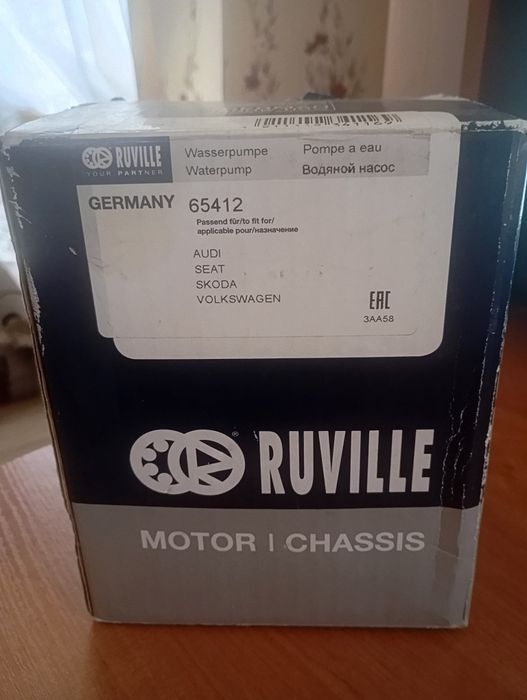 RUVILLE
YOUR PARTNER
Wasserpumpe Pompe a eau
Waterpump Водяной насос
GERMANY 65412
Passend für/to fit for/
applicable pour/назначение
AUDI
SEAT
SKODA
VOLKSWAGEN
EAC
3AA58
RUVILLE
MOTOR | CHASSIS